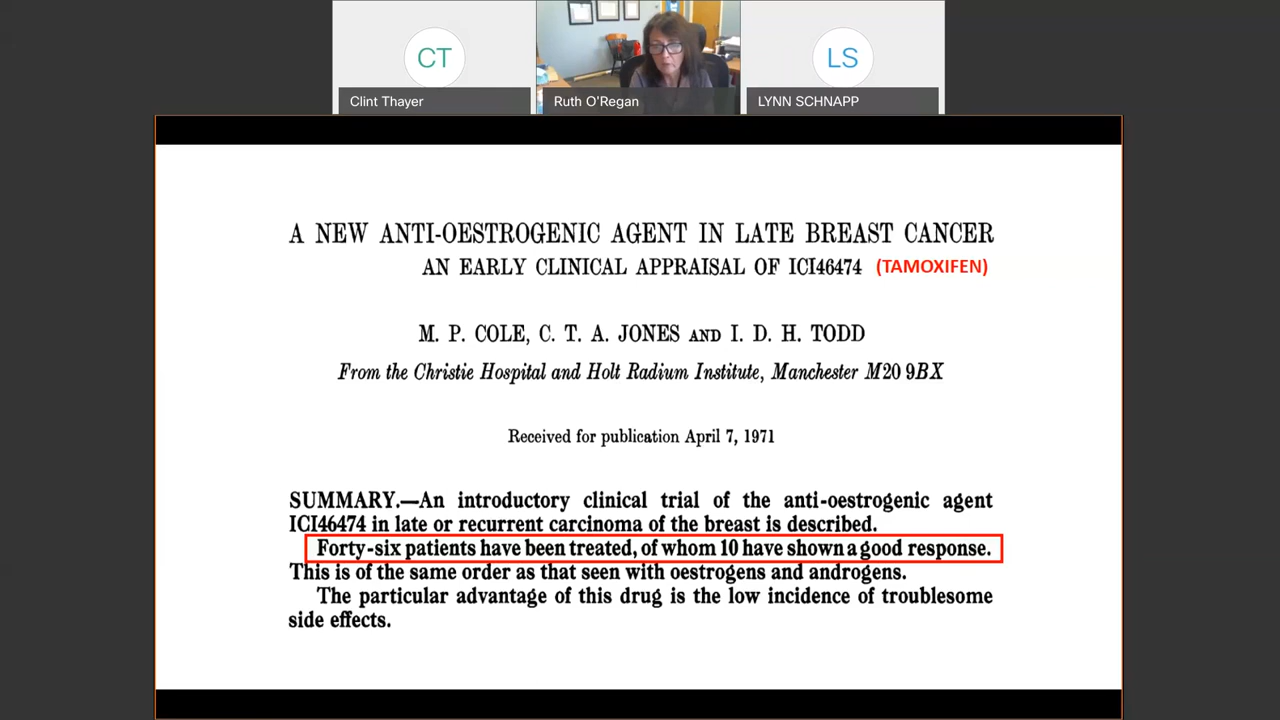 CT
LS
Clint Thayer
Ruth O'Regan
LYNN SCHNAPP
A NEW ANTI-OESTROGENIC AGENT IN LATE BREAST CANCER
AN EARLY CLINICAL APPRAISAL OF ICI46474 (TAMOXIFEN)
M. P. COLE, C. T. A. JONES AND I. D. H. TODD
From the Christie Hospital and Holt Radium Institute, Manchester M20 9BX
Received for publication April 7, 1971
SUMMARY.—An introductory clinical trial of the anti-oestrogenic agent
ICI46474 in late or recurrent carcinoma of the breast is described.
Forty-six patients have been treated, of whom 10 have shown a good response.
This is of the same order as that seen with oestrogens and androgens.
The particular advantage of this drug is the low incidence of troublesome
side effects.